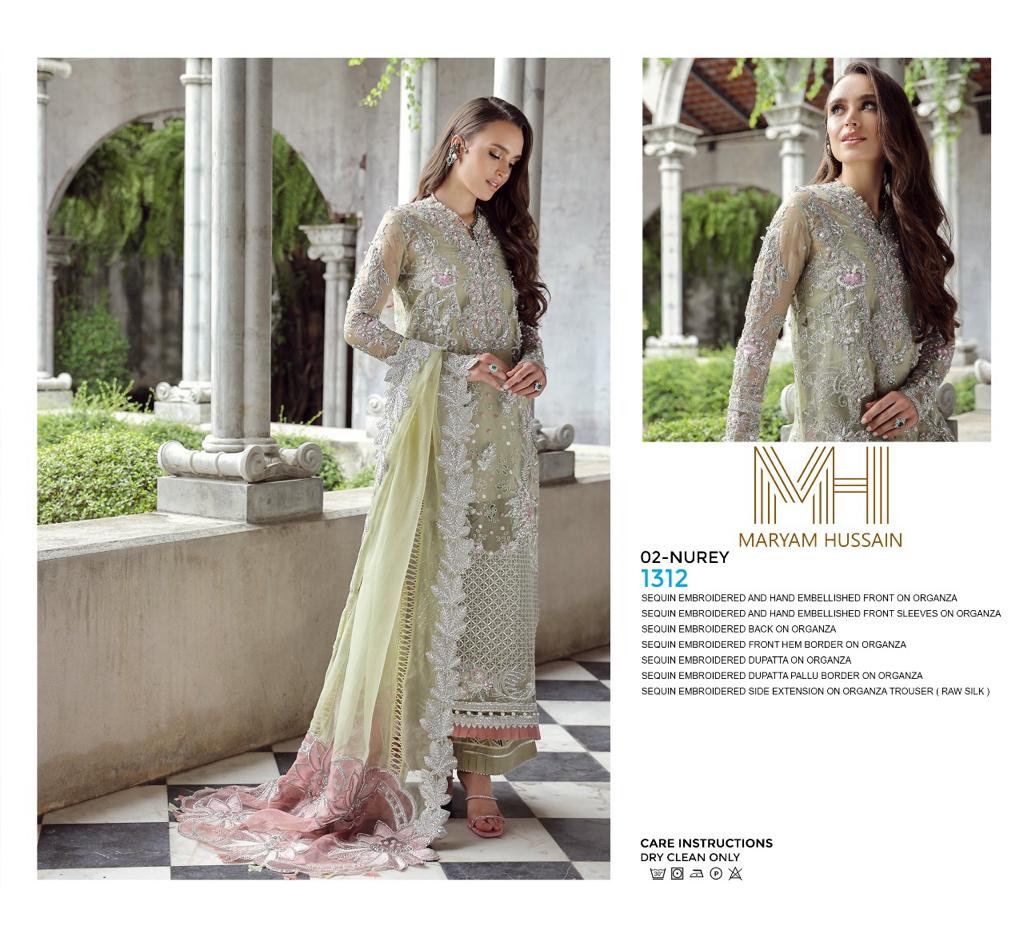 MH
MARYAM HUSSAIN
02-NUREY
1312
SEQUIN EMBROIDERED AND HAND EMBELLISHED FRONT ON ORGANZA
SEQUIN EMBROIDERED AND HAND EMBELLISHED FRONT SLEEVES ON ORGANZA
SEQUIN EMBROIDERED BACK ON ORGANZA
SEQUIN EMBROIDERED FRONT HEM BORDER ON ORGANZA
SEQUIN EMBROIDERED DUPATTA ON ORGANZA
SEQUIN EMBROIDERED DUPATTA PALLU BORDER ON ORGANZA
SEQUIN EMBROIDERED SIDE EXTENSION ON ORGANZA TROUSER ( RAW SILK )
CARE INSTRUCTIONS
DRY CLEAN ONLY
P